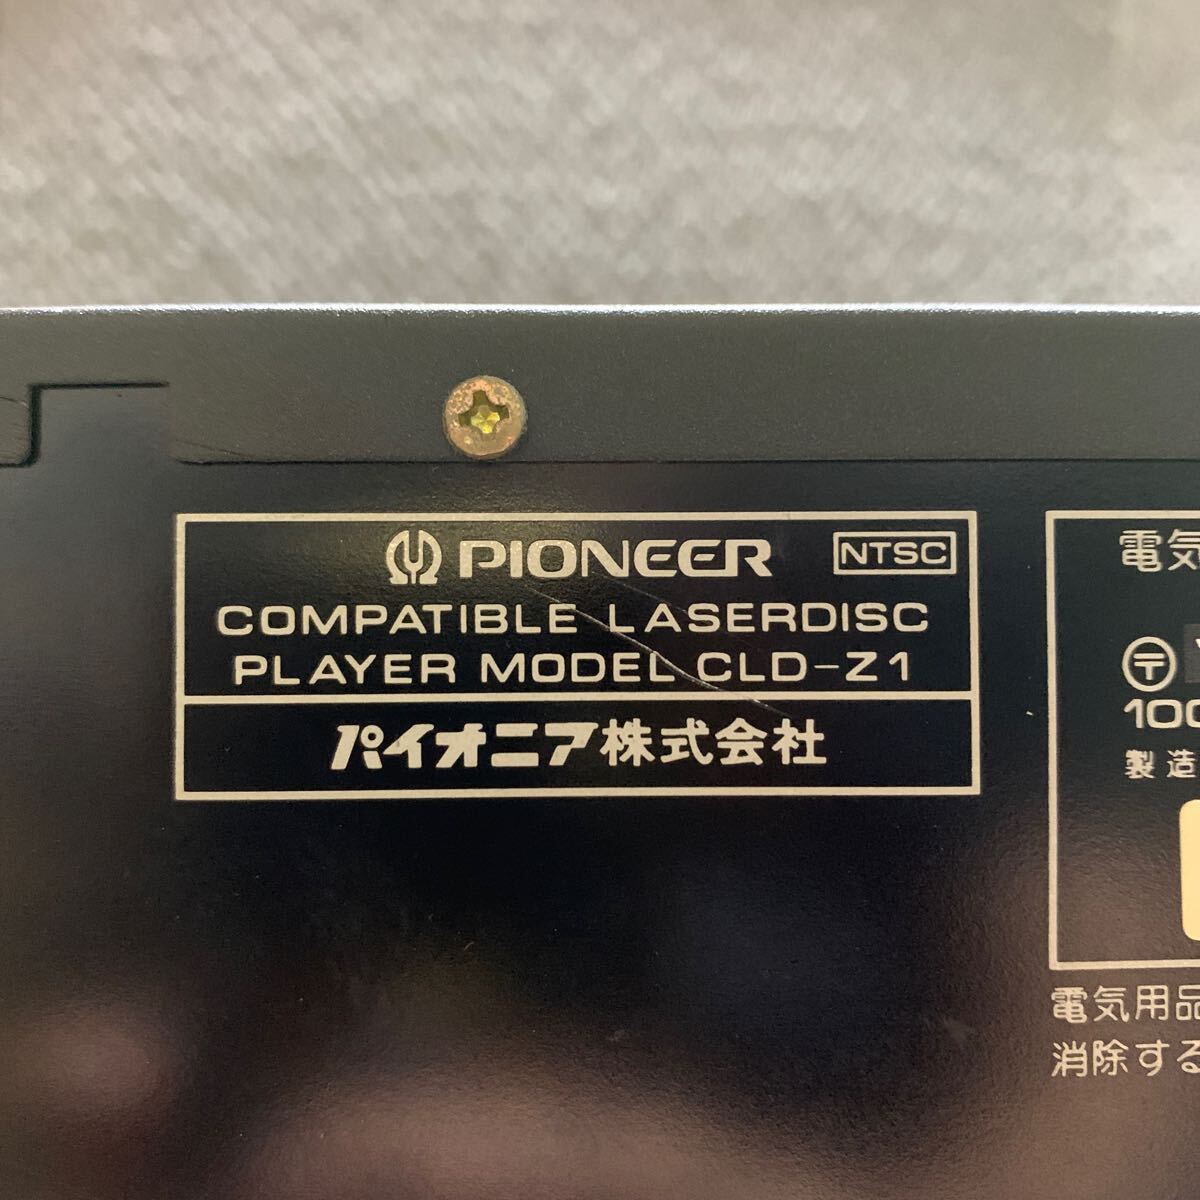 PIONEER NTSC
COMPATIBLE LASERDISC
PLAYER MODEL CLD-Z1
パイオニア株式会社
電気
〒
100
製造
電気用品
消除する